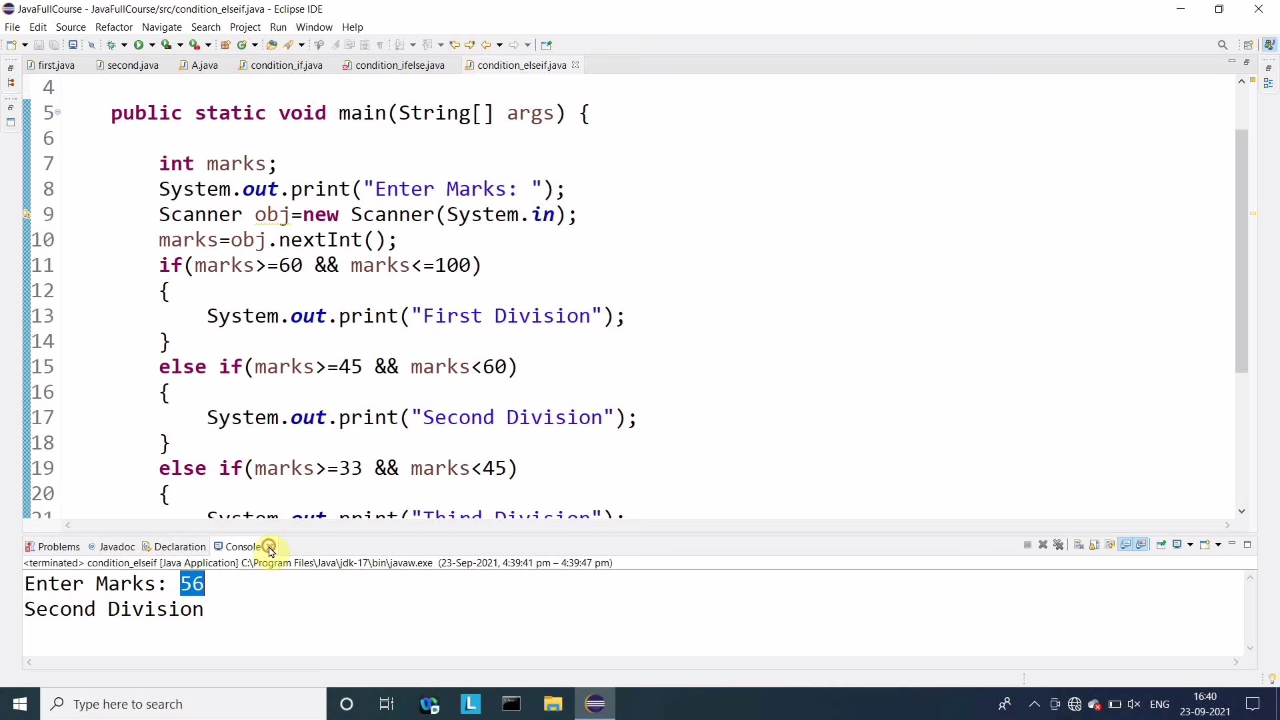 JavaFullCourse - JavaFullCourse/src/condition_elseif.java - Eclipse IDE
File Edit Source Refactor Navigate Search Project Run Window Help
first.java second.java A.java condition_if.java condition_ifelse.java condition_elseif.java
4
5 public static void main(String[] args) {
6
7 int marks;
8 System.out.print("Enter Marks: ");
9 Scanner obj=new Scanner(System.in);
10 marks=obj.nextInt();
11 if(marks>=60 && marks<=100)
12 {
13 System.out.print("First Division");
14 }
15 else if(marks>=45 && marks<60)
16 {
17 System.out.print("Second Division");
18 }
19 else if(marks>=33 && marks<45)
20 {
21 System.out.print("Third Division");
Problems Javadoc Declaration Console
<terminated> condition_elseif [Java Application] C:\Program Files\Java\jdk-17\bin\javaw.exe (23-Sep-2021, 4:39:41 pm – 4:39:47 pm)
Enter Marks: 56
Second Division
Type here to search
L
ENG
16:40
23-09-2021